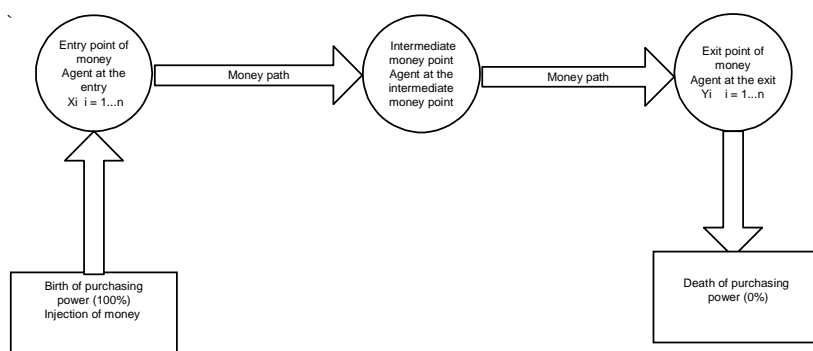 `
Entry point of
money
Agent at the
entry
Xi i = 1...n
Money path
Intermediate
money point
Agent at the
intermediate
money point
Money path
Exit point of
money
Agent at the exit
Yi i = 1...n
Birth of purchasing
power (100%)
Injection of money
Death of purchasing
power (0%)